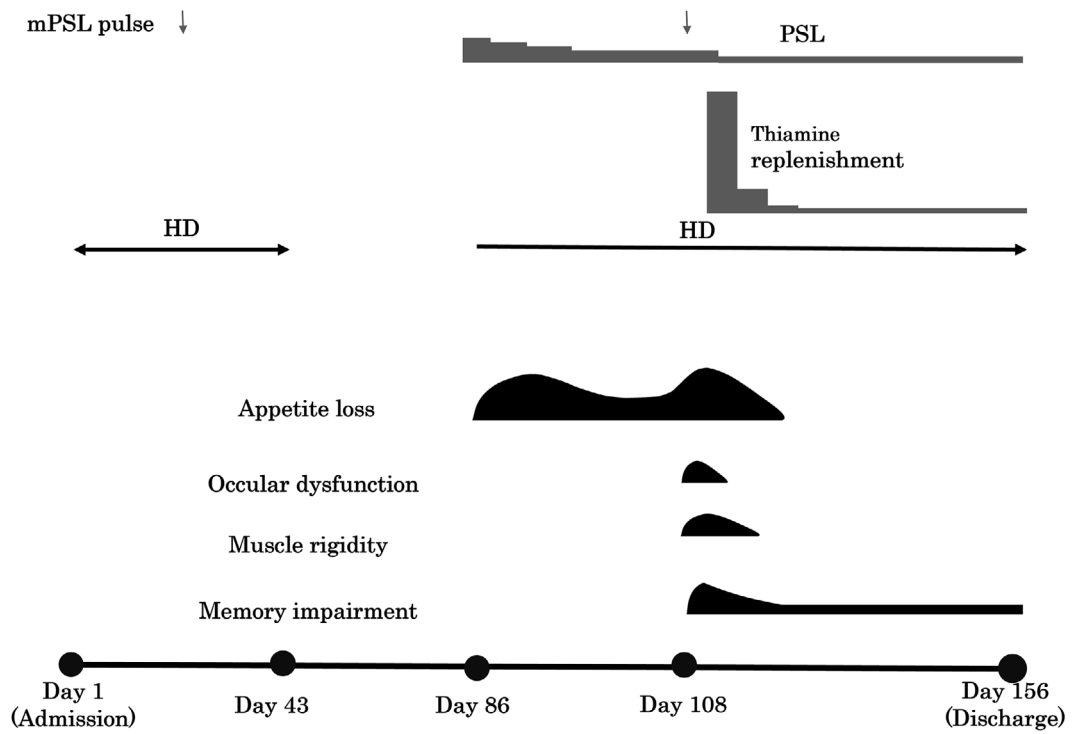 mPSL pulse
PSL
Thiamine
replenishment
HD
HD
Appetite loss
Occular dysfunction
Muscle rigidity
Memory impairment
Day 1
(Admission)
Day 43
Day 86
Day 108
Day 156
(Discharge)